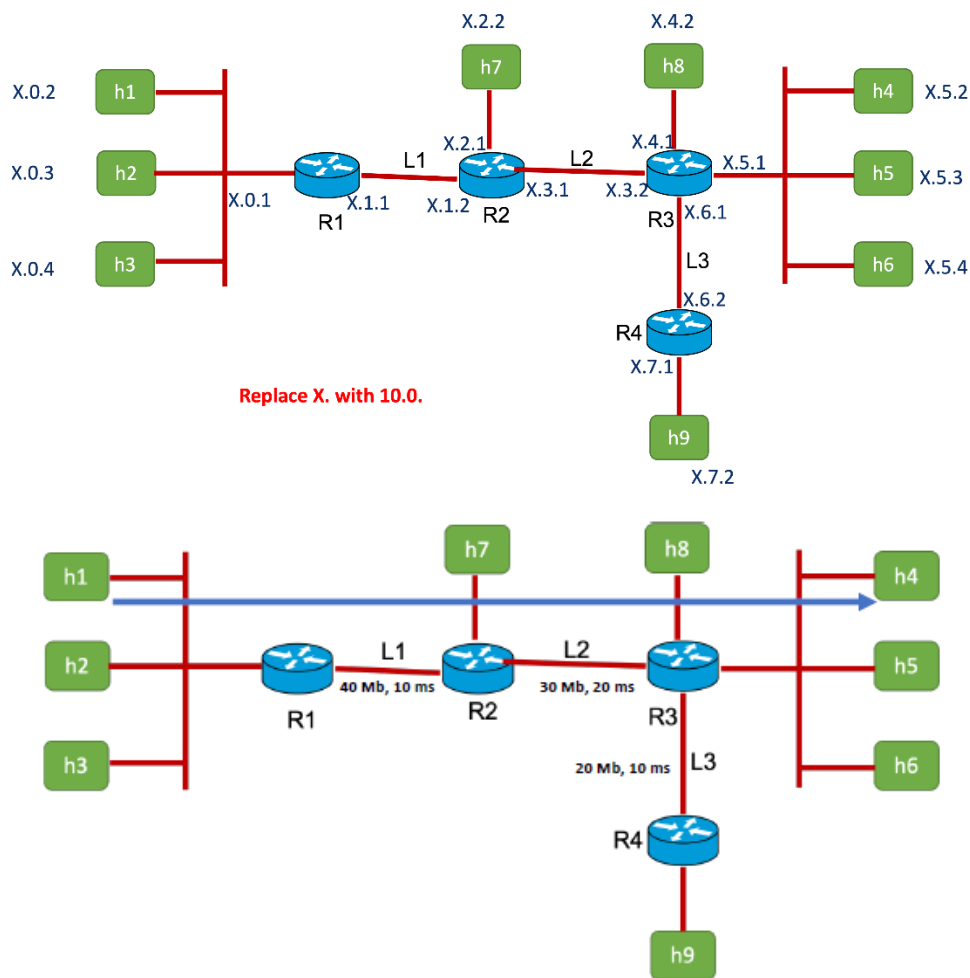 X.2.2
X.4.2
h7
h8
X.0.2
h1
h4
X.5.2
X.2.1
X.4.1
X.0.3
h2
L1
L2
X.5.1
h5
X.5.3
X.0.1
X.1.1
X.1.2
X.3.1
X.3.2
R1
R2
R3
X.6.1
X.0.4
h3
L3
h6
X.5.4
X.6.2
R4
X.7.1
Replace X. with 10.0.
h9
X.7.2
h7
h8
h1
h4
h2
L1
L2
h5
40 Mb, 10 ms
30 Mb, 20 ms
R1
R2
R3
h3
20 Mb, 10 ms
L3
h6
R4
h9